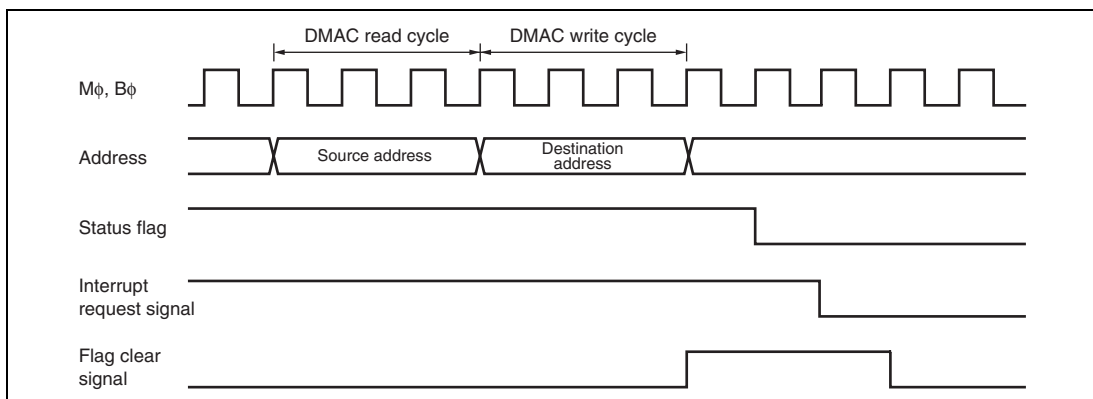 DMAC read cycle DMAC write cycle
Mϕ, Bϕ
Address
Source address
Destination
address
Status flag
Interrupt
request signal
Flag clear
signal